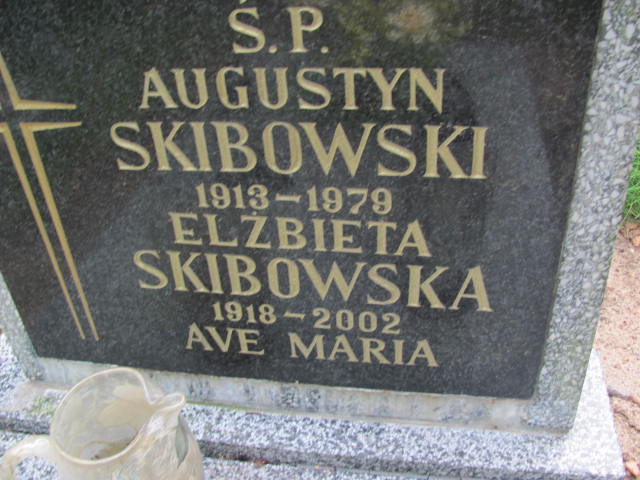 Ś.P.
AUGUSTYN
SKIBOWSKI
1913-1979
ELŻBIETA
SKIBOWSKA
1918-2002
AVE MARIA